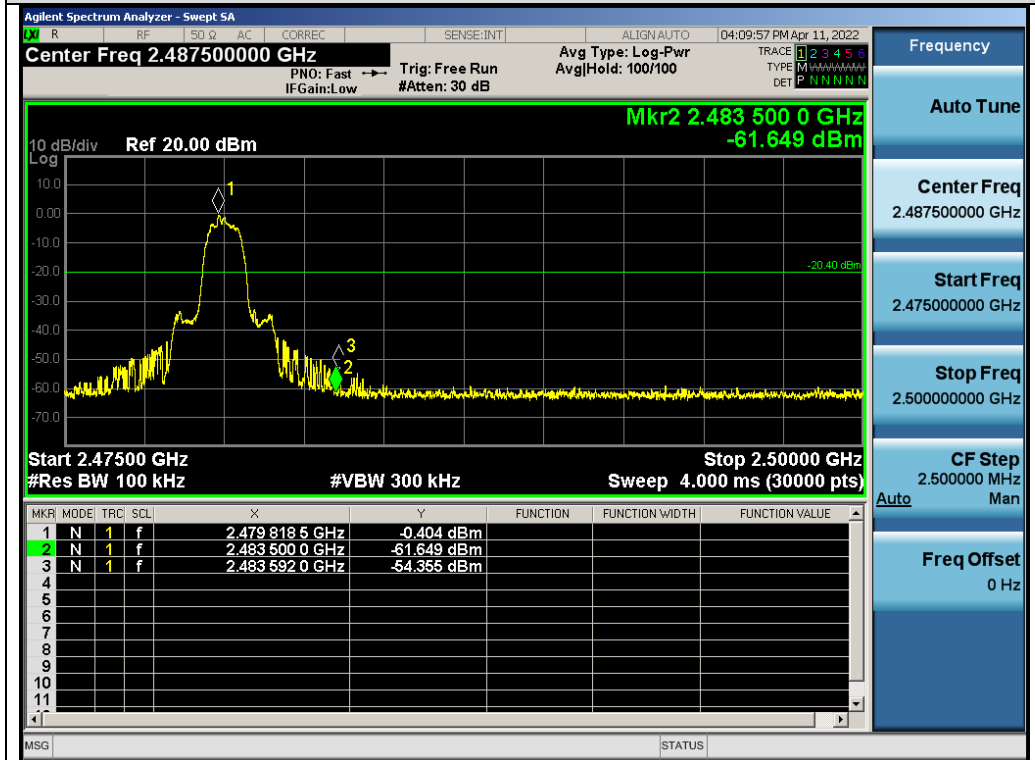 Agilent Spectrum Analyzer - Swept SA
LXI R RF 50 Ω AC CORREC SENSE:INT ALIGN AUTO 04:09:57 PM Apr 11, 2022
Center Freq 2.487500000 GHz
PNO: Fast
IFGain:Low
Trig: Free Run
#Atten: 30 dB
Avg Type: Log-Pwr
Avg|Hold: 100/100
TRACE 1 2 3 4 5 6
TYPE M W W W W W
DET P N N N N N
Mkr2 2.483 500 0 GHz
-61.649 dBm
10 dB/div Ref 20.00 dBm
Log
10.0
0.00
-10.0
-20.0
-30.0
-40.0
-50.0
-60.0
-70.0
1
-20.40 dBm
3
2
Start 2.47500 GHz Stop 2.50000 GHz
#Res BW 100 kHz #VBW 300 kHz Sweep 4.000 ms (30000 pts)
MKR MODE TRC SCL X Y FUNCTION FUNCTION WIDTH FUNCTION VALUE
1 N 1 f 2.479 818 5 GHz -0.404 dBm
2 N 1 f 2.483 500 0 GHz -61.649 dBm
3 N 1 f 2.483 592 0 GHz -54.355 dBm
4
5
6
7
8
9
10
11
MSG STATUS
Frequency
Auto Tune
Center Freq
2.487500000 GHz
Start Freq
2.475000000 GHz
Stop Freq
2.500000000 GHz
CF Step
2.500000 MHz
Auto Man
Freq Offset
0 Hz